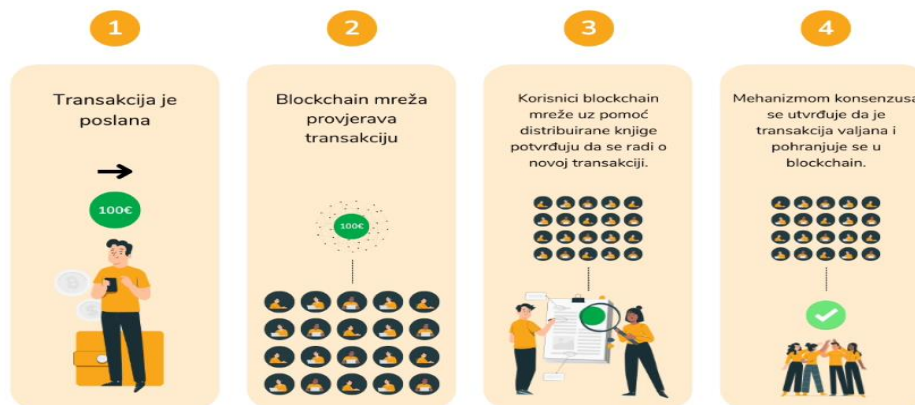 1
Transakcija je
poslana
100€
2
Blockchain mreža
provjerava
transakciju
100€
3
Korisnici blockchain
mreže uz pomoć
distribuirane knjige
potvrđuju da se radi o
novoj transakciji.
4
Mehanizmom konsenzusa
se utvrđuje da je
transakcija valjana i
pohranjuje se u
blockchain.